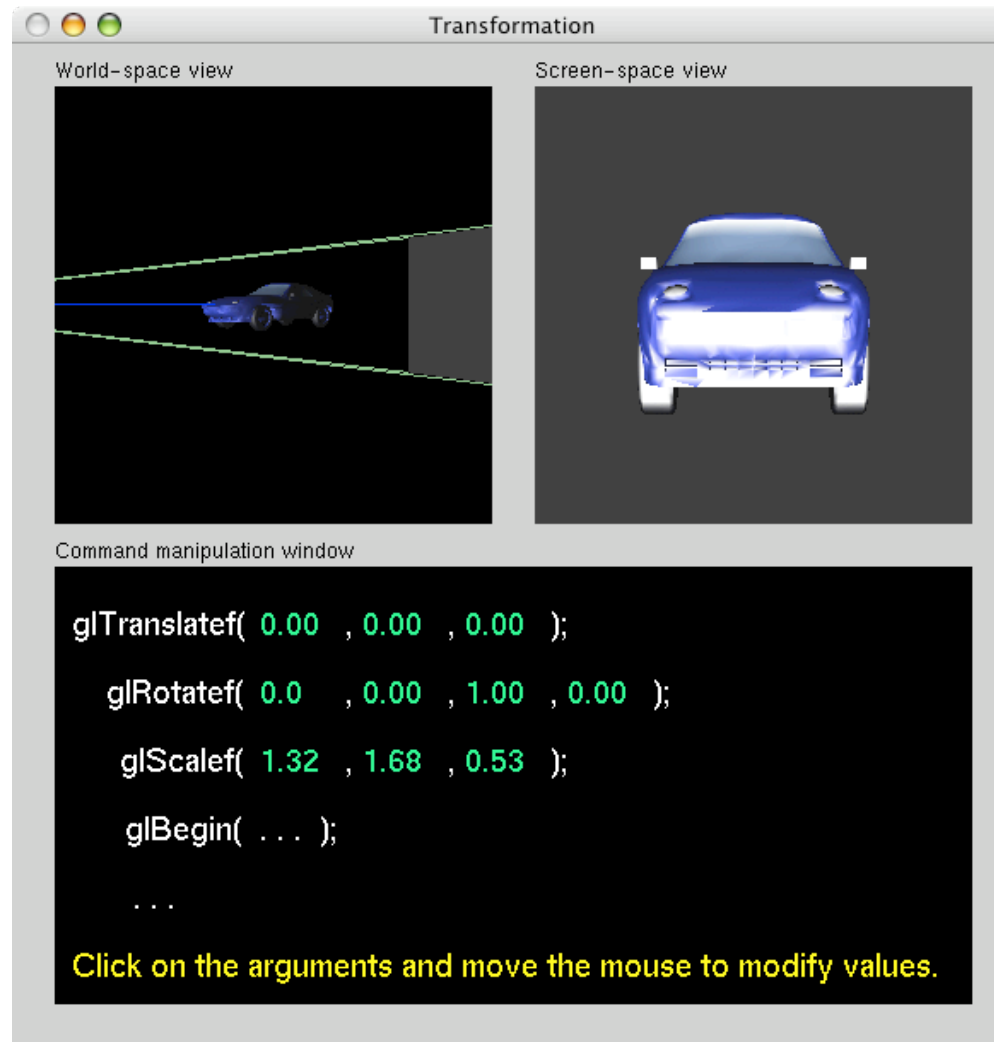 Transformation
World-space view
Screen-space view
Command manipulation window
glTranslatef( 0.00 , 0.00 , 0.00 );
glRotatef( 0.0 , 0.00 , 1.00 , 0.00 );
glScalef( 1.32 , 1.68 , 0.53 );
glBegin( . . . );
. . .
Click on the arguments and move the mouse to modify values.